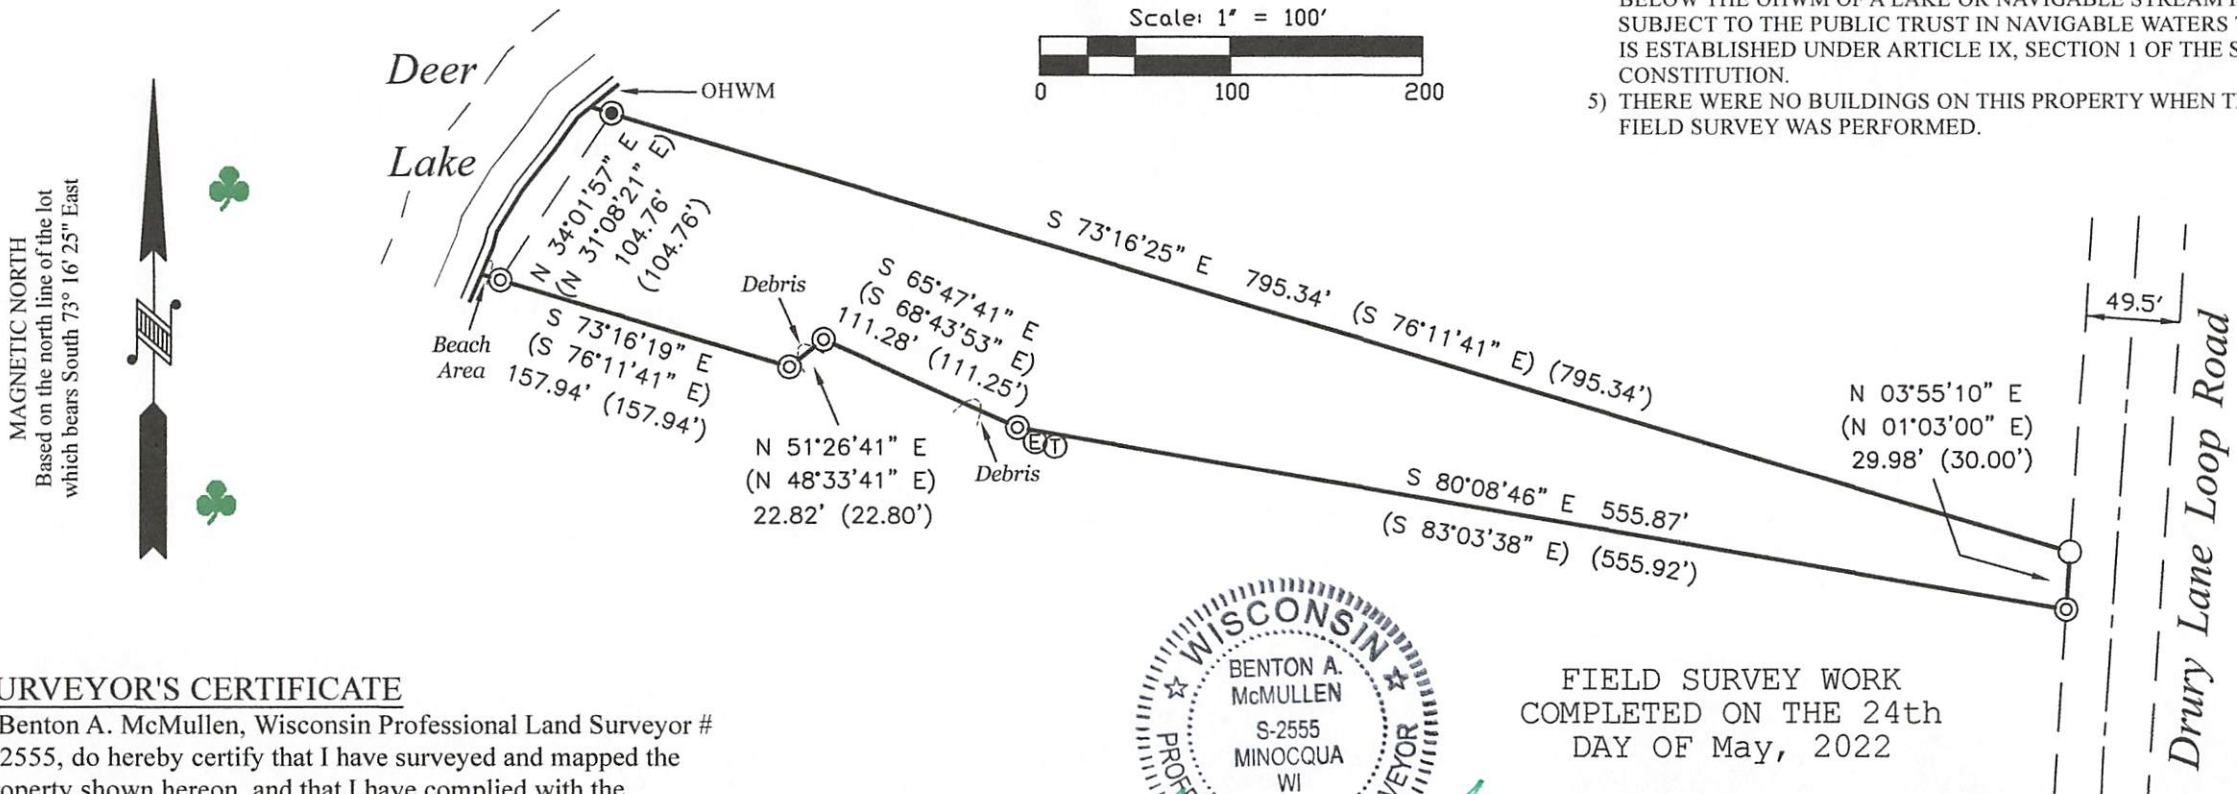 Scale: 1" = 100'
0 100 200
SUBJECT TO THE PUBLIC TRUST IN NAVIGABLE WATERS
IS ESTABLISHED UNDER ARTICLE IX, SECTION 1 OF THE
CONSTITUTION.
5) THERE WERE NO BUILDINGS ON THIS PROPERTY WHEN
FIELD SURVEY WAS PERFORMED.
Deer
Lake
OHWM
MAGNETIC NORTH
Based on the north line of the lot
which bears South 73° 16' 25" East
N 34°01'57" E
(N 31°08'21" E)
104.76'
(104.76')
Beach
Area
S 73°16'19" E
(S 76°11'41" E)
157.94' (157.94')
Debris
N 51°26'41" E
(N 48°33'41" E)
22.82' (22.80')
S 65°47'41" E
(S 68°43'53" E)
111.28' (111.25')
Debris
E T
S 73°16'25" E 795.34' (S 76°11'41" E) (795.34')
S 80°08'46" E 555.87'
(S 83°03'38" E) (555.92')
N 03°55'10" E
(N 01°03'00" E)
29.98' (30.00')
49.5'
Drury Lane Loop Road
URVEYOR'S CERTIFICATE
Benton A. McMullen, Wisconsin Professional Land Surveyor #
2555, do hereby certify that I have surveyed and mapped the
operty shown hereon, and that I have complied with the
WISCONSIN
BENTON A.
McMULLEN
S-2555
MINOCQUA
WI
FIELD SURVEY WORK
COMPLETED ON THE 24th
DAY OF May, 2022